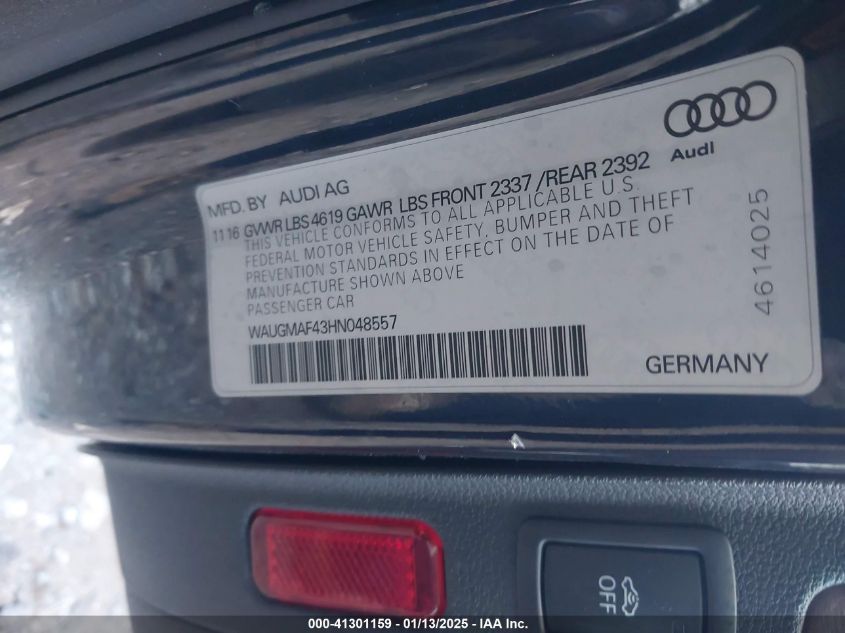 Audi
MFD. BY AUDI AG
11 16 GVWR LBS 4619 GAWR LBS FRONT 2337 /REAR 2392
THIS VEHICLE CONFORMS TO ALL APPLICABLE U.S.
FEDERAL MOTOR VEHICLE SAFETY, BUMPER AND THEFT
PREVENTION STANDARDS IN EFFECT ON THE DATE OF
MANUFACTURE SHOWN ABOVE
PASSENGER CAR
WAUGMAF43HN048557
GERMANY
4614025
OFF
000-41301159 - 01/13/2025 - IAA Inc.